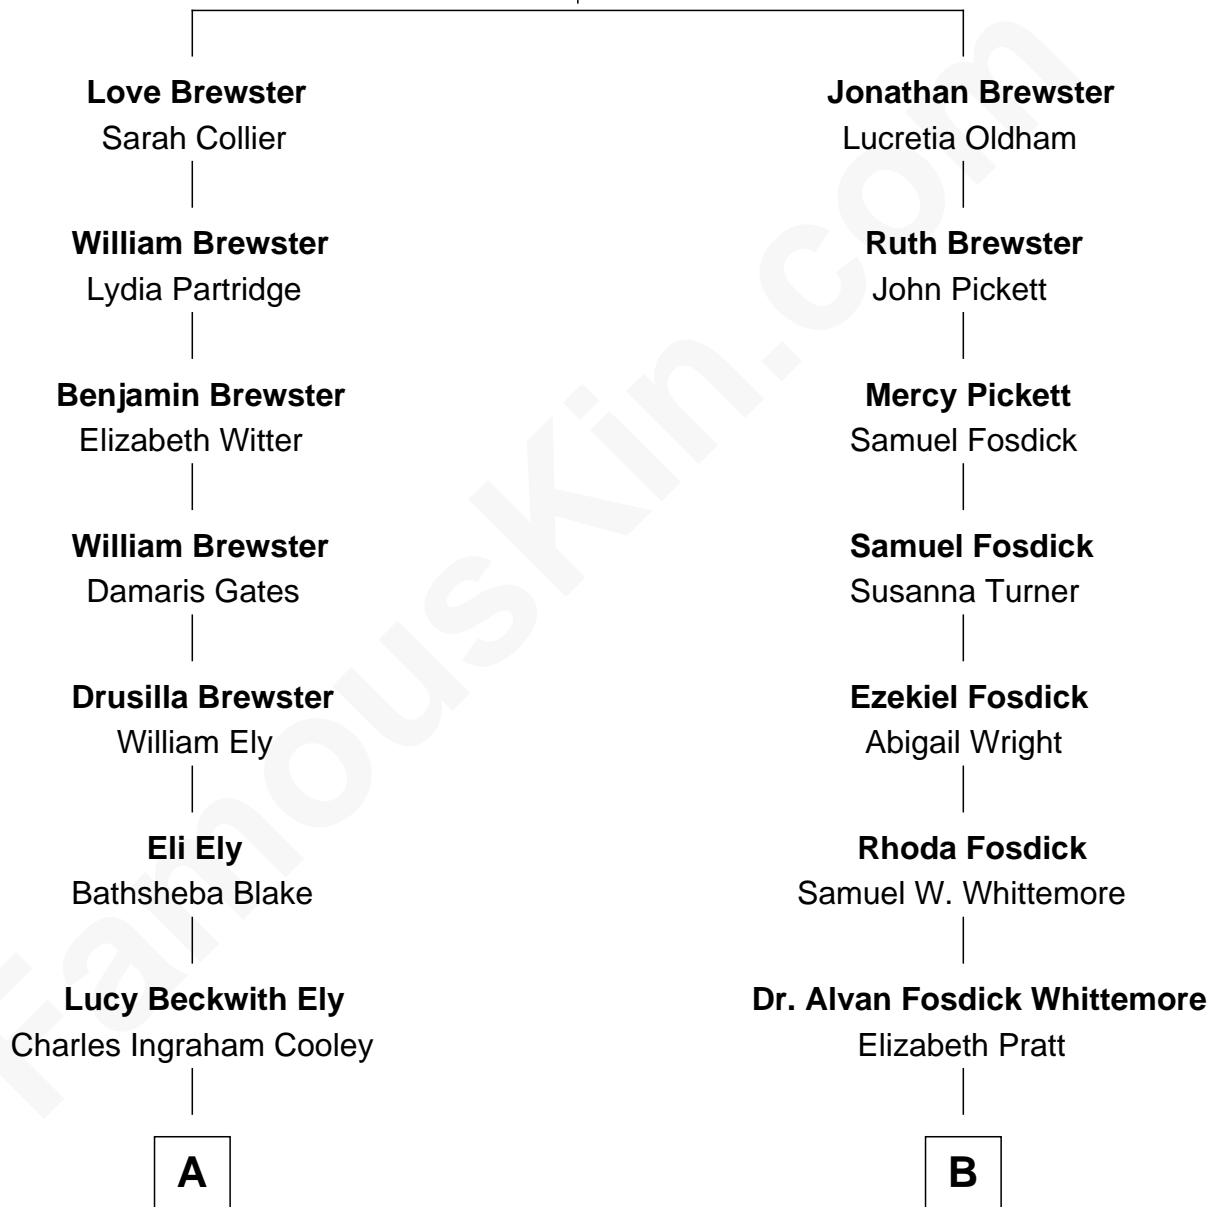 Love Brewster
Sarah Collier
William Brewster
Lydia Partridge
Benjamin Brewster
Elizabeth Witter
William Brewster
Damaris Gates
Drusilla Brewster
William Ely
Eli Ely
Bathsheba Blake
Lucy Beckwith Ely
Charles Ingraham Cooley
A
Jonathan Brewster
Lucretia Oldham
Ruth Brewster
John Pickett
Mercy Pickett
Samuel Fosdick
Samuel Fosdick
Susanna Turner
Ezekiel Fosdick
Abigail Wright
Rhoda Fosdick
Samuel W. Whittemore
Dr. Alvan Fosdick Whittemore
Elizabeth Pratt
B
FamousKin.com